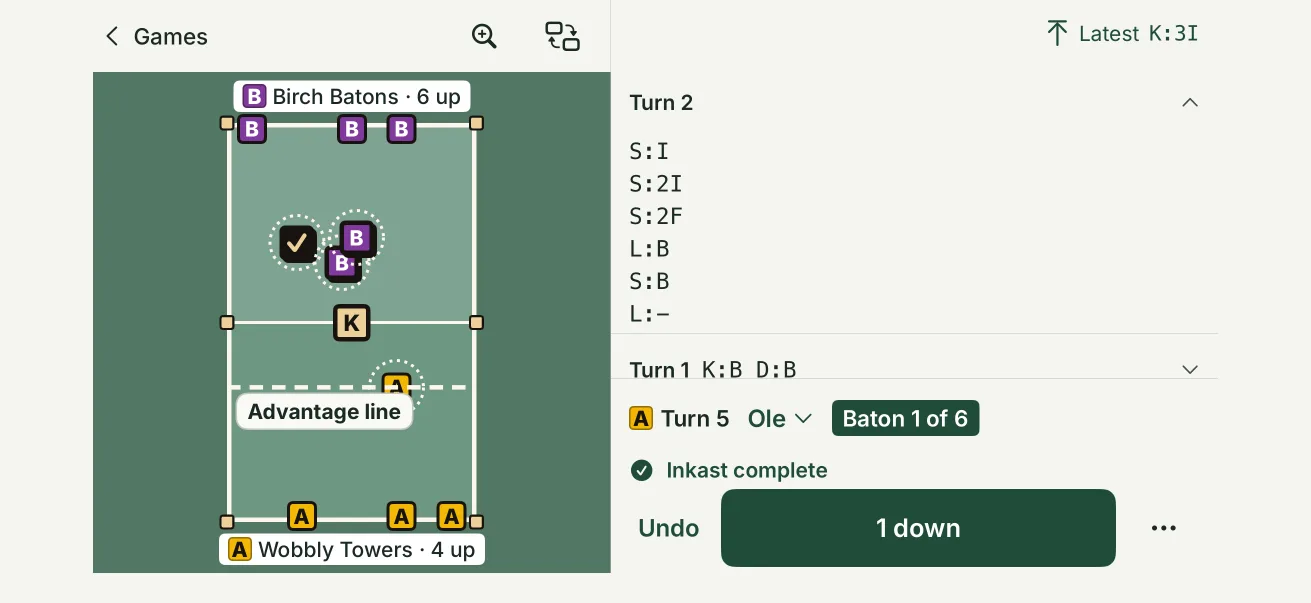 Games
B Birch Batons · 6 up
B B B
B
B
K
A
Advantage line
A A A
A Wobbly Towers · 4 up
Latest K:3I
Turn 2
S:I
S:2I
S:2F
L:B
S:B
L:–
Turn 1 K:B D:B
A Turn 5 Ole Baton 1 of 6
Inkast complete
Undo 1 down